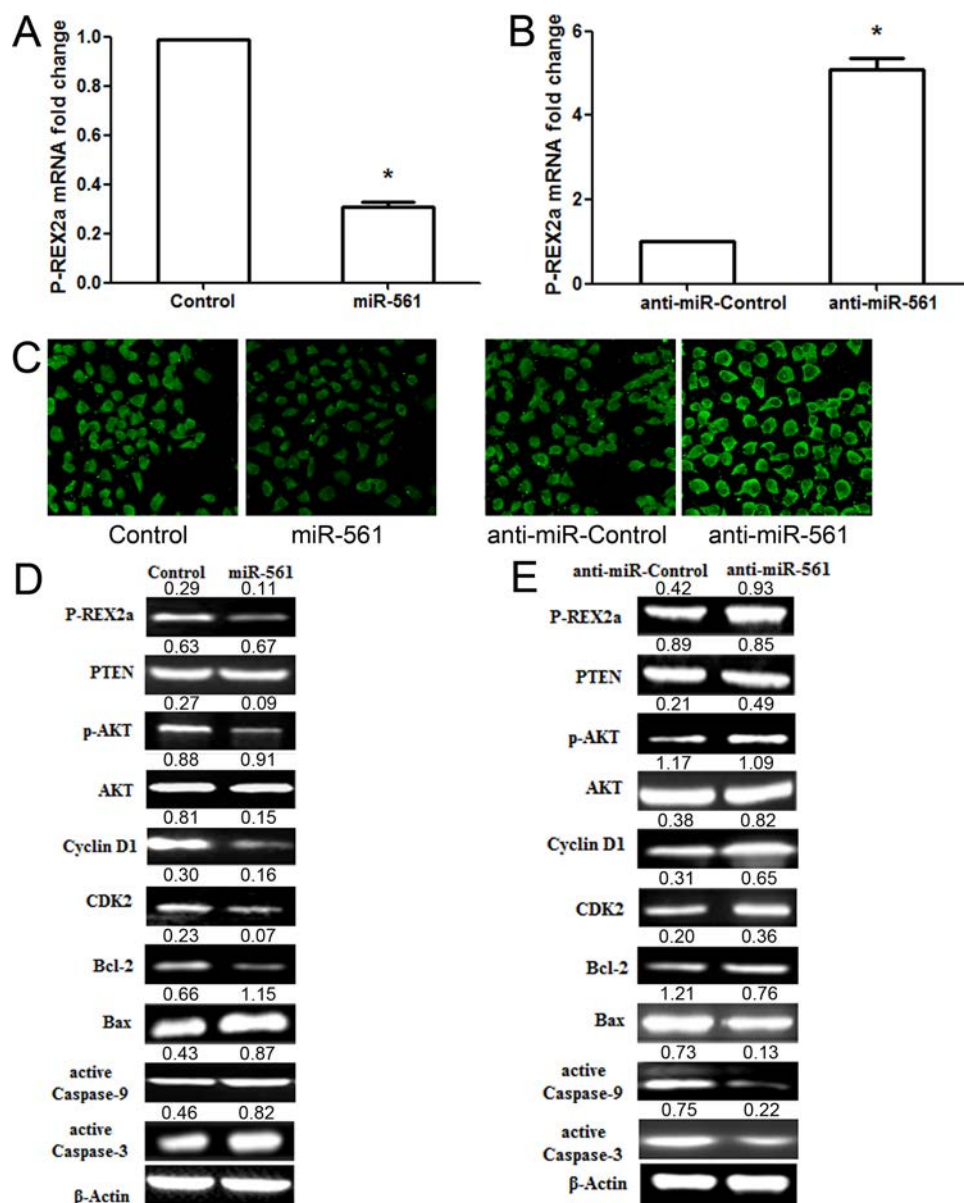 A
P-REX2a mRNA fold change
1.0
0.8
0.6
0.4
0.2
0.0
*
Control
miR-561
B
P-REX2a mRNA fold change
6
4
2
0
*
anti-miR-Control
anti-miR-561
C
Control
miR-561
anti-miR-Control
anti-miR-561
D
Control miR-561
0.29 0.11
P-REX2a
0.63 0.67
PTEN
0.27 0.09
p-AKT
0.88 0.91
AKT
0.81 0.15
Cyclin D1
0.30 0.16
CDK2
0.23 0.07
Bcl-2
0.66 1.15
Bax
0.43 0.87
active
Caspase-9
0.46 0.82
active
Caspase-3
β-Actin
E
anti-miR-Control anti-miR-561
0.42 0.93
P-REX2a
0.89 0.85
PTEN
0.21 0.49
p-AKT
1.17 1.09
AKT
0.38 0.82
Cyclin D1
0.31 0.65
CDK2
0.20 0.36
Bcl-2
1.21 0.76
Bax
0.73 0.13
active
Caspase-9
0.75 0.22
active
Caspase-3
β-Actin